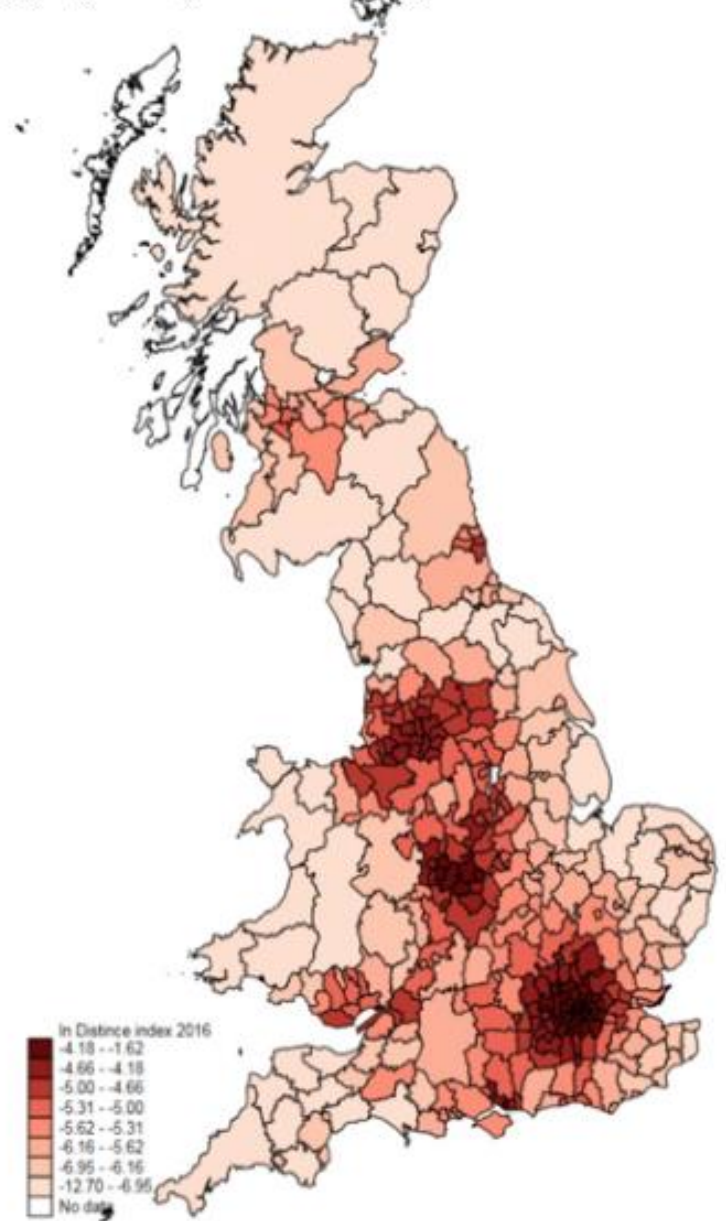 ln Distince index 2016
-4.18 - -1.62
-4.66 - -4.18
-5.00 - -4.66
-5.31 - -5.00
-5.62 - -5.31
-6.16 - -5.62
-6.95 - -6.16
-12.70 - -6.95
No data